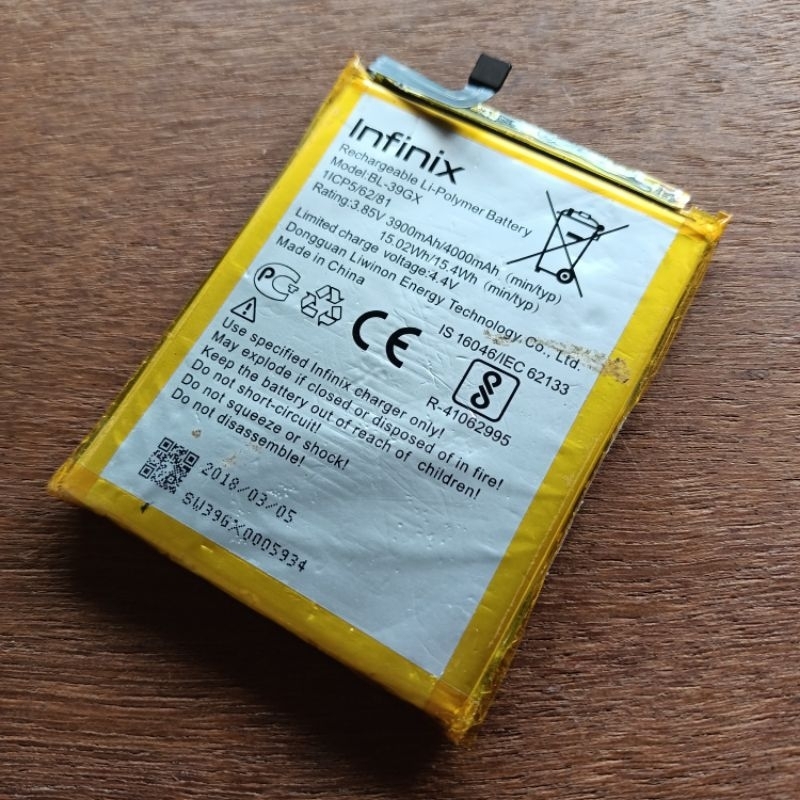 Infinix
Rechargeable Li-Polymer Battery
Model:BL-39GX
1ICP5/62/81
Rating:3.85V 3900mAh/4000mAh (min/typ)
15.02Wh/15.4Wh (min/typ)
Limited charge voltage:4.4V
Dongguan Liwinon Energy Technology Co., Ltd.
Made in China
IS 16046/IEC 62133
R-41062995
Use specified Infinix charger only!
May explode if closed or disposed of in fire!
Keep the battery out of reach of children!
Do not short-circuit!
Do not squeeze or shock!
Do not disassemble!
2018/03/05
SW39GX0005934